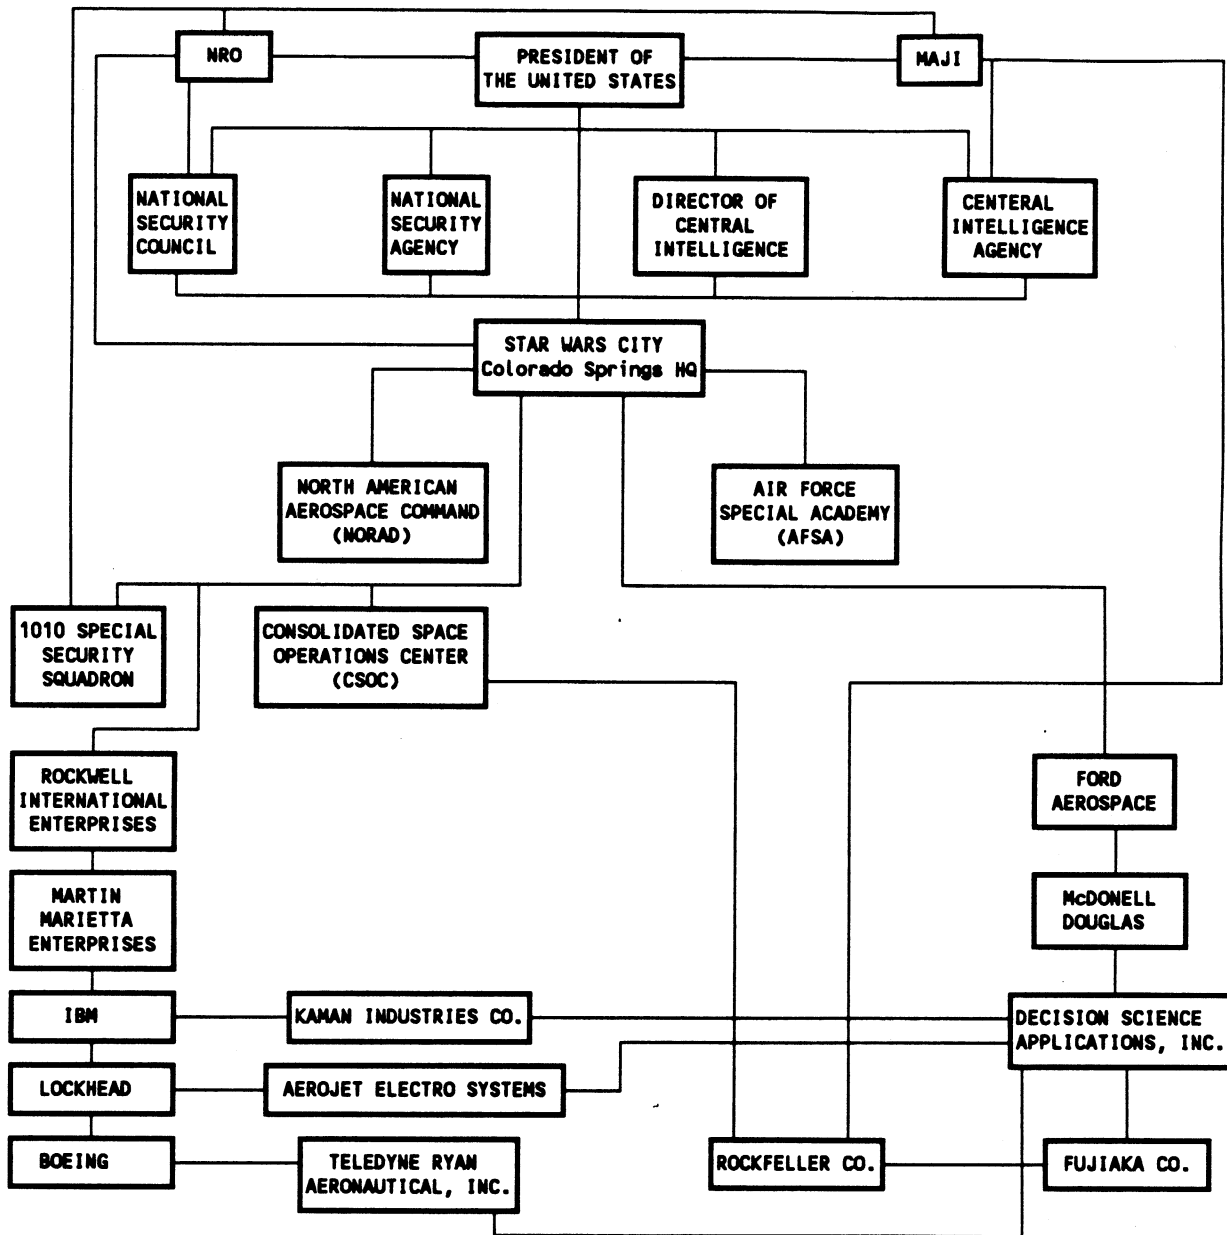 NRO
PRESIDENT OF
THE UNITED STATES
MAJI
NATIONAL
SECURITY
COUNCIL
NATIONAL
SECURITY
AGENCY
DIRECTOR OF
CENTRAL
INTELLIGENCE
CENTERAL
INTELLIGENCE
AGENCY
STAR WARS CITY
Colorado Springs HQ
NORTH AMERICAN
AEROSPACE COMMAND
(NORAD)
AIR FORCE
SPECIAL ACADEMY
(AFSA)
1010 SPECIAL
SECURITY
SQUADRON
CONSOLIDATED SPACE
OPERATIONS CENTER
(CSOC)
ROCKWELL
INTERNATIONAL
ENTERPRISES
FORD
AEROSPACE
MARTIN
MARIETTA
ENTERPRISES
McDONELL
DOUGLAS
IBM
KAMAN INDUSTRIES CO.
DECISION SCIENCE
APPLICATIONS, INC.
LOCKHEAD
AEROJET ELECTRO SYSTEMS
BOEING
TELEDYNE RYAN
AERONAUTICAL, INC.
ROCKFELLER CO.
FUJIAKA CO.